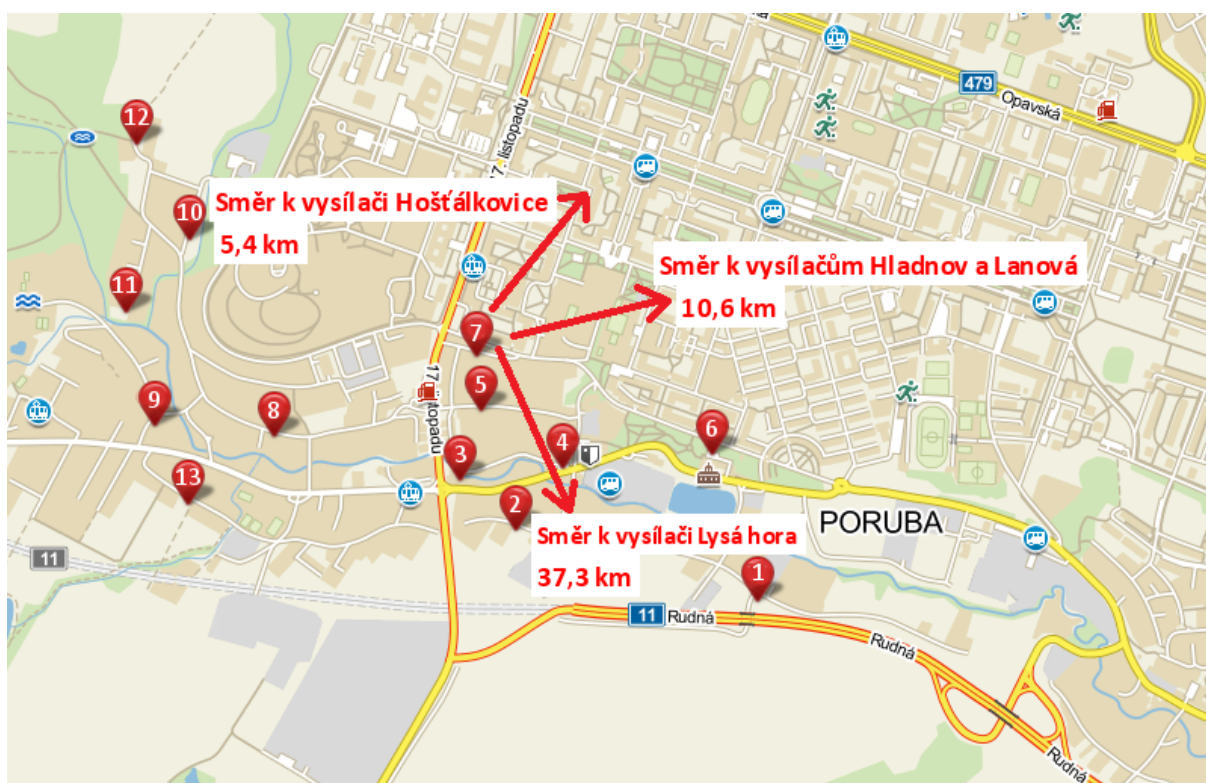 479
Opavská
17. listopadu
12
10
Směr k vysílači Hošťálkovice
5,4 km
Směr k vysílačům Hladnov a Lanová
10,6 km
11
7
17. listopadu
5
9
8
6
4
3
13
2
PORUBA
Směr k vysílači Lysá hora
37,3 km
11
1
11
Rudná
Rudná
Rudná